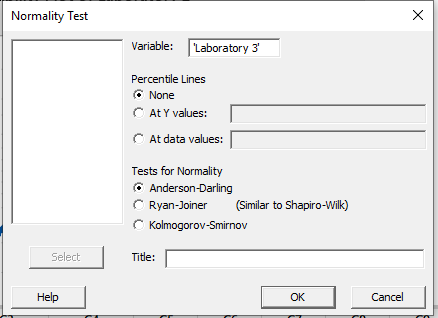 Normality Test
Variable: 'Laboratory 3'
Percentile Lines
None
At Y values:
At data values:
Tests for Normality
Anderson-Darling
Ryan-Joiner (Similar to Shapiro-Wilk)
Kolmogorov-Smirnov
Select Title:
Help OK Cancel